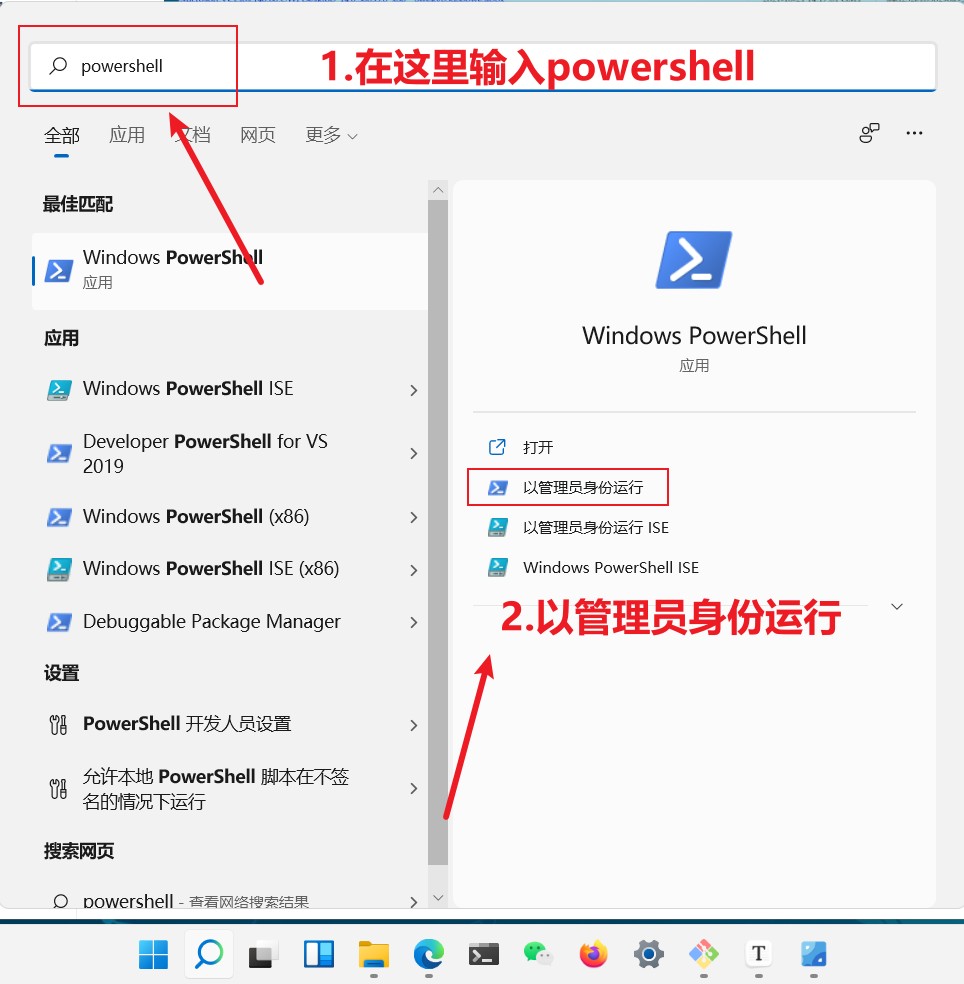 powershell
1.在这里输入powershell
全部 应用 文档 网页 更多
最佳匹配
Windows PowerShell
应用
应用
Windows PowerShell ISE
Developer PowerShell for VS
2019
Windows PowerShell (x86)
Windows PowerShell ISE (x86)
Debuggable Package Manager
设置
PowerShell 开发人员设置
允许本地 PowerShell 脚本在不签
名的情况下运行
搜索网页
powershell - 查看网络搜索结果
Windows PowerShell
应用
打开
以管理员身份运行
以管理员身份运行 ISE
Windows PowerShell ISE
2.以管理员身份运行
T